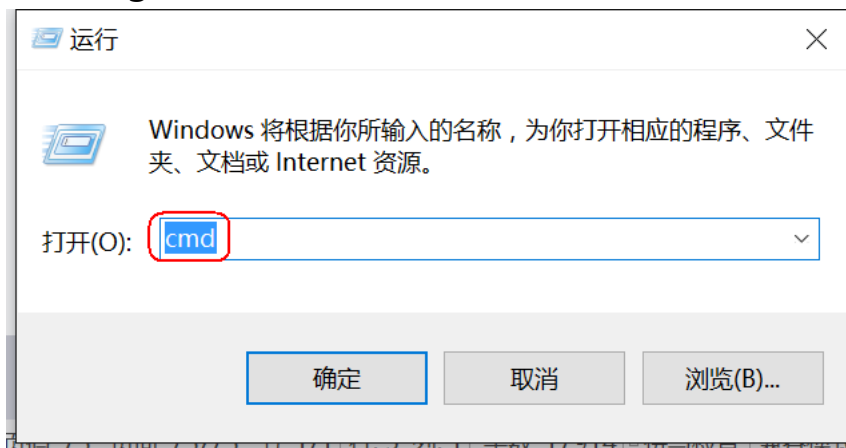 运行
Windows 将根据你所输入的名称，为你打开相应的程序、文件
夹、文档或 Internet 资源。
打开(O): cmd
确定 取消 浏览(B)...